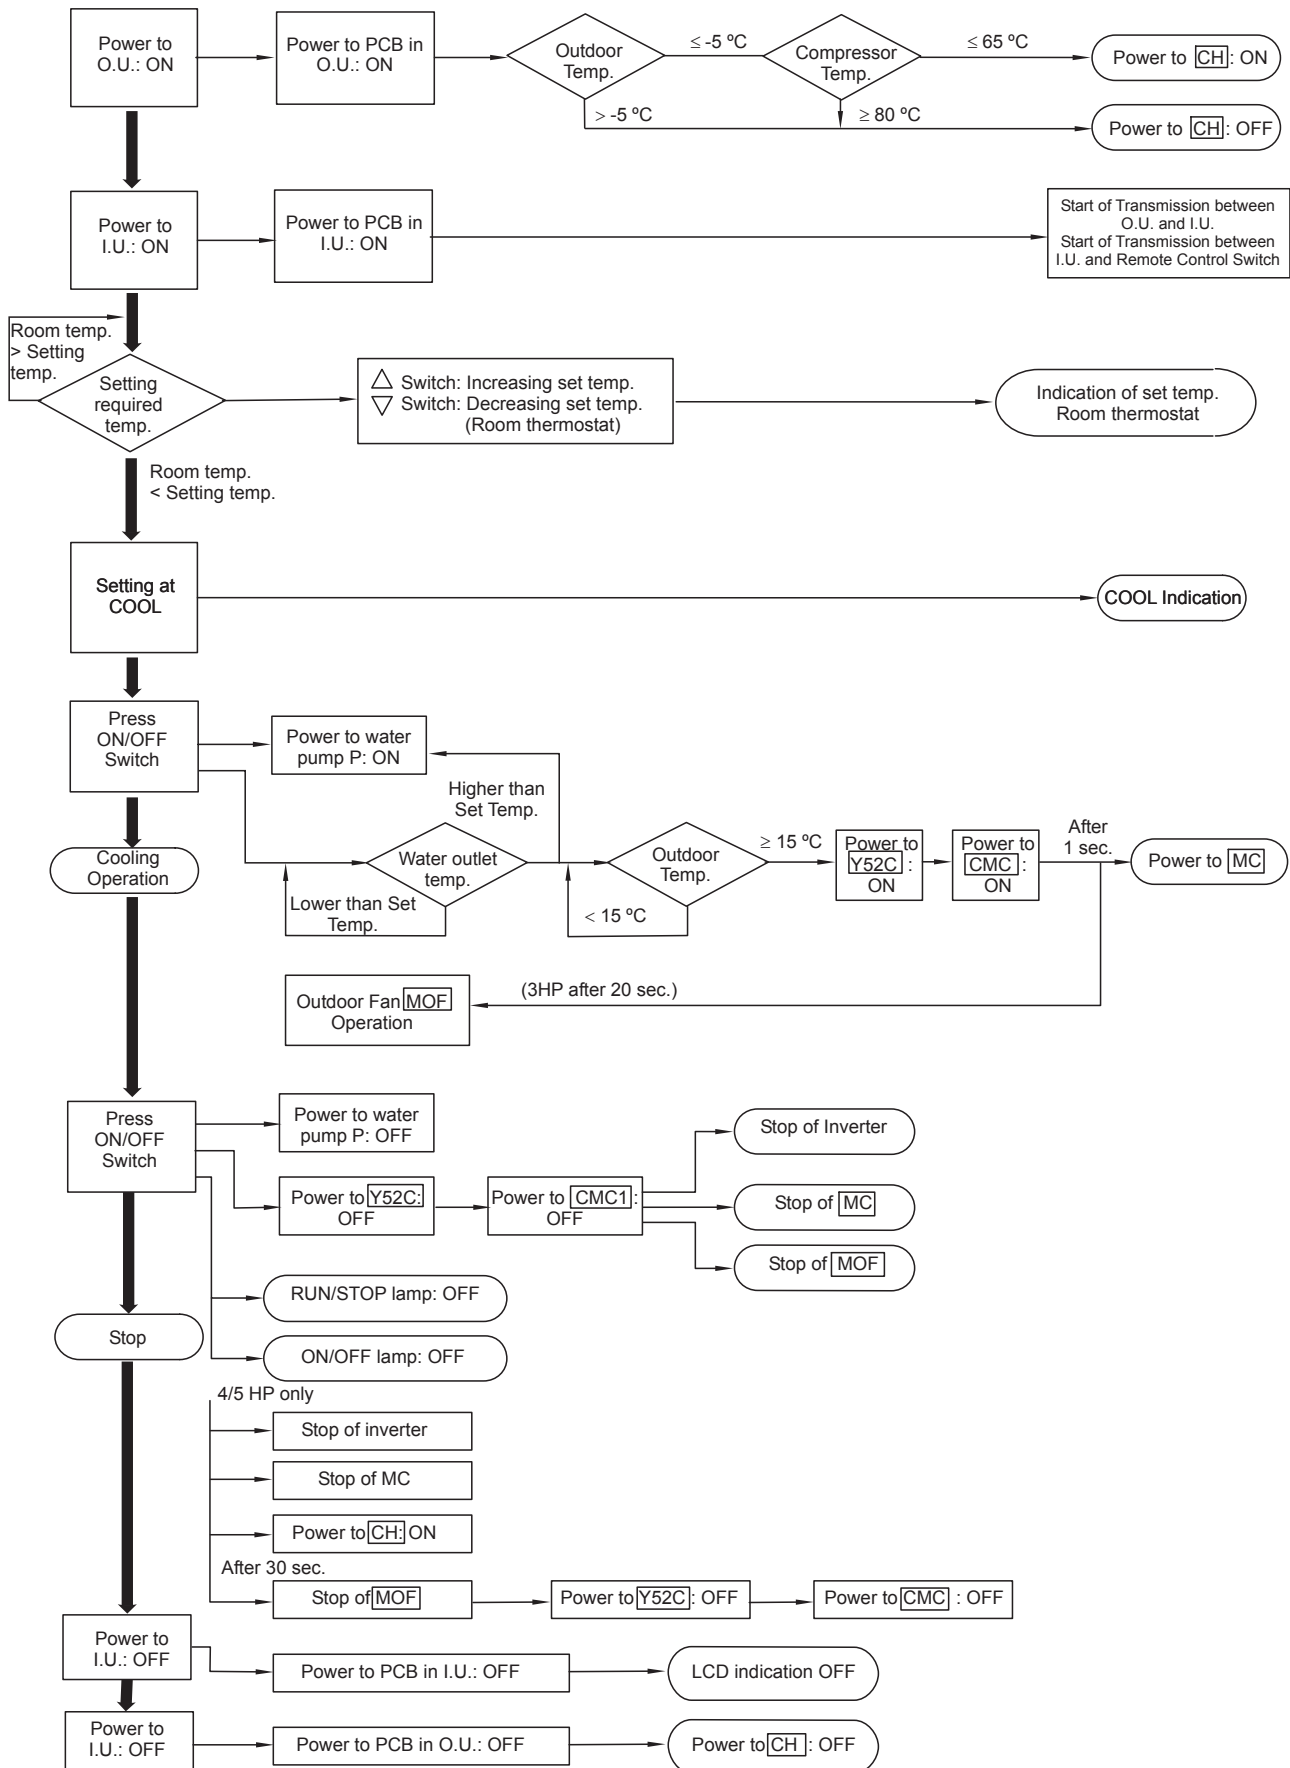 Power to
O.U.: ON
Power to PCB in
O.U.: ON
Outdoor
Temp.
≤ -5 ºC
Compressor
Temp.
≤ 65 ºC
Power to CH: ON
> -5 ºC
≥ 80 ºC
Power to CH: OFF
Power to
I.U.: ON
Power to PCB in
I.U.: ON
Start of Transmission between
O.U. and I.U.
Start of Transmission between
I.U. and Remote Control Switch
Room temp.
> Setting
temp.
Setting
required
temp.
△ Switch: Increasing set temp.
▽ Switch: Decreasing set temp.
(Room thermostat)
Indication of set temp.
Room thermostat
Room temp.
< Setting temp.
Setting at
COOL
COOL Indication
Press
ON/OFF
Switch
Power to water
pump P: ON
Higher than
Set Temp.
Cooling
Operation
Water outlet
temp.
Lower than Set
Temp.
Outdoor
Temp.
< 15 ºC
≥ 15 ºC
Power to
Y52C :
ON
Power to
CMC :
ON
After
1 sec.
Power to MC
Outdoor Fan MOF
Operation
(3HP after 20 sec.)
Press
ON/OFF
Switch
Power to water
pump P: OFF
Power to Y52C:
OFF
Power to CMC1 :
OFF
Stop of Inverter
Stop of MC
Stop of MOF
RUN/STOP lamp: OFF
Stop
ON/OFF lamp: OFF
4/5 HP only
Stop of inverter
Stop of MC
Power to CH: ON
After 30 sec.
Stop of MOF
Power to Y52C : OFF
Power to CMC : OFF
Power to
I.U.: OFF
Power to PCB in I.U.: OFF
LCD indication OFF
Power to
I.U.: OFF
Power to PCB in O.U.: OFF
Power to CH : OFF